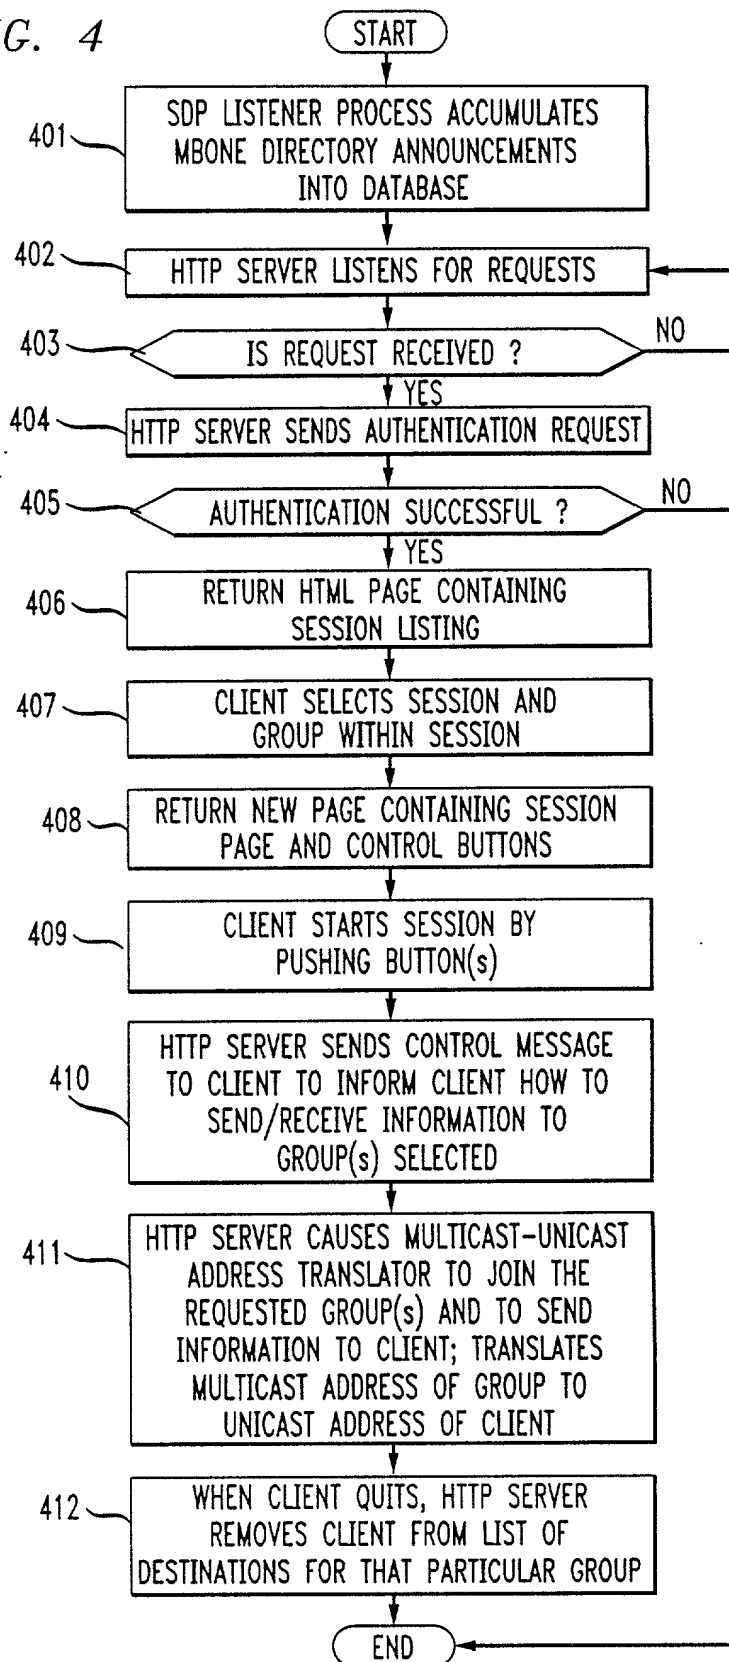 G. 4
START
401
SDP LISTENER PROCESS ACCUMULATES
MBONE DIRECTORY ANNOUNCEMENTS
INTO DATABASE
402
HTTP SERVER LISTENS FOR REQUESTS
403
IS REQUEST RECEIVED ?
NO
YES
404
HTTP SERVER SENDS AUTHENTICATION REQUEST
405
AUTHENTICATION SUCCESSFUL ?
NO
YES
406
RETURN HTML PAGE CONTAINING
SESSION LISTING
407
CLIENT SELECTS SESSION AND
GROUP WITHIN SESSION
408
RETURN NEW PAGE CONTAINING SESSION
PAGE AND CONTROL BUTTONS
409
CLIENT STARTS SESSION BY
PUSHING BUTTON(s)
410
HTTP SERVER SENDS CONTROL MESSAGE
TO CLIENT TO INFORM CLIENT HOW TO
SEND/RECEIVE INFORMATION TO
GROUP(s) SELECTED
411
HTTP SERVER CAUSES MULTICAST-UNICAST
ADDRESS TRANSLATOR TO JOIN THE
REQUESTED GROUP(s) AND TO SEND
INFORMATION TO CLIENT; TRANSLATES
MULTICAST ADDRESS OF GROUP TO
UNICAST ADDRESS OF CLIENT
412
WHEN CLIENT QUITS, HTTP SERVER
REMOVES CLIENT FROM LIST OF
DESTINATIONS FOR THAT PARTICULAR GROUP
END